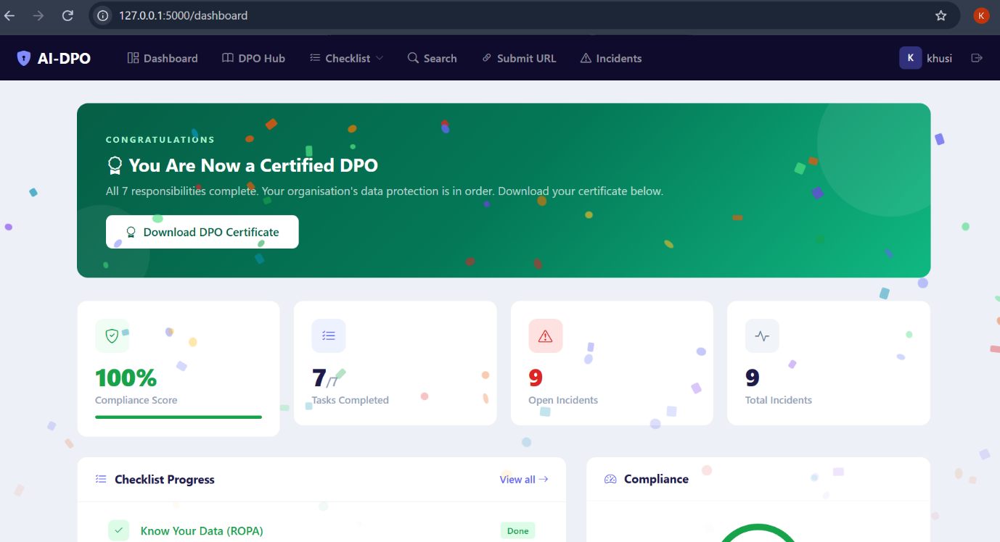 127.0.0.1:5000/dashboard
K
AI-DPO
Dashboard
DPO Hub
Checklist
Search
Submit URL
Incidents
K
khusi
CONGRATULATIONS
You Are Now a Certified DPO
All 7 responsibilities complete. Your organisation's data protection is in order. Download your certificate below.
Download DPO Certificate
100%
Compliance Score
7/7
Tasks Completed
9
Open Incidents
9
Total Incidents
Checklist Progress
View all →
Compliance
Know Your Data (ROPA)
Done